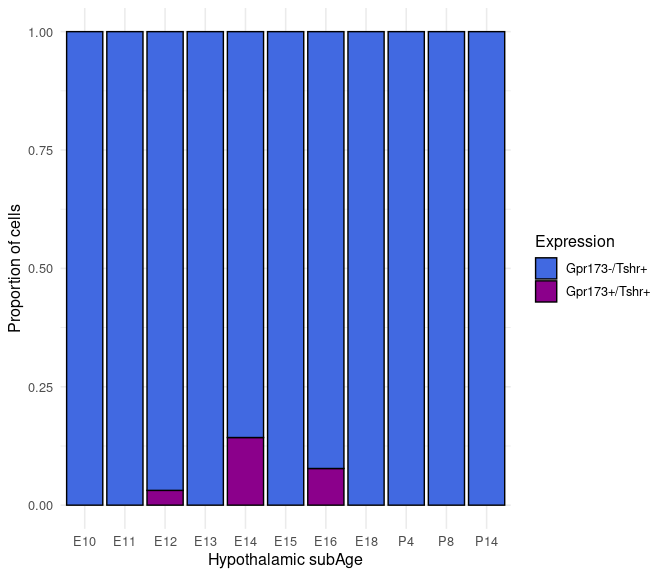 1.00
0.75
0.50
0.25
0.00
Proportion of cells
E10 E11 E12 E13 E14 E15 E16 E18 P4 P8 P14
Hypothalamic subAge
Expression
Gpr173-/Tshr+
Gpr173+/Tshr+